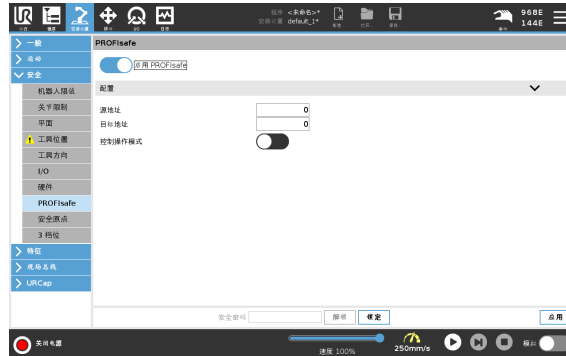 程序 <未命名>*
968E
运行 程序 安装设置 移动 I/O 日志
安装设置 default_1*
新建... 打开... 保存...
144E
一般
PROFIsafe
运动
启用 PROFIsafe
安全
机器人限值
配置
关节限制
源地址 0
平面
目标地址 0
工具位置
控制操作模式
工具方向
I/O
硬件
PROFIsafe
安全原点
3 档位
特征
现场总线
URCap
安全密码
解锁
锁定
应用
关闭电源
速度 100%
250mm/s
模拟